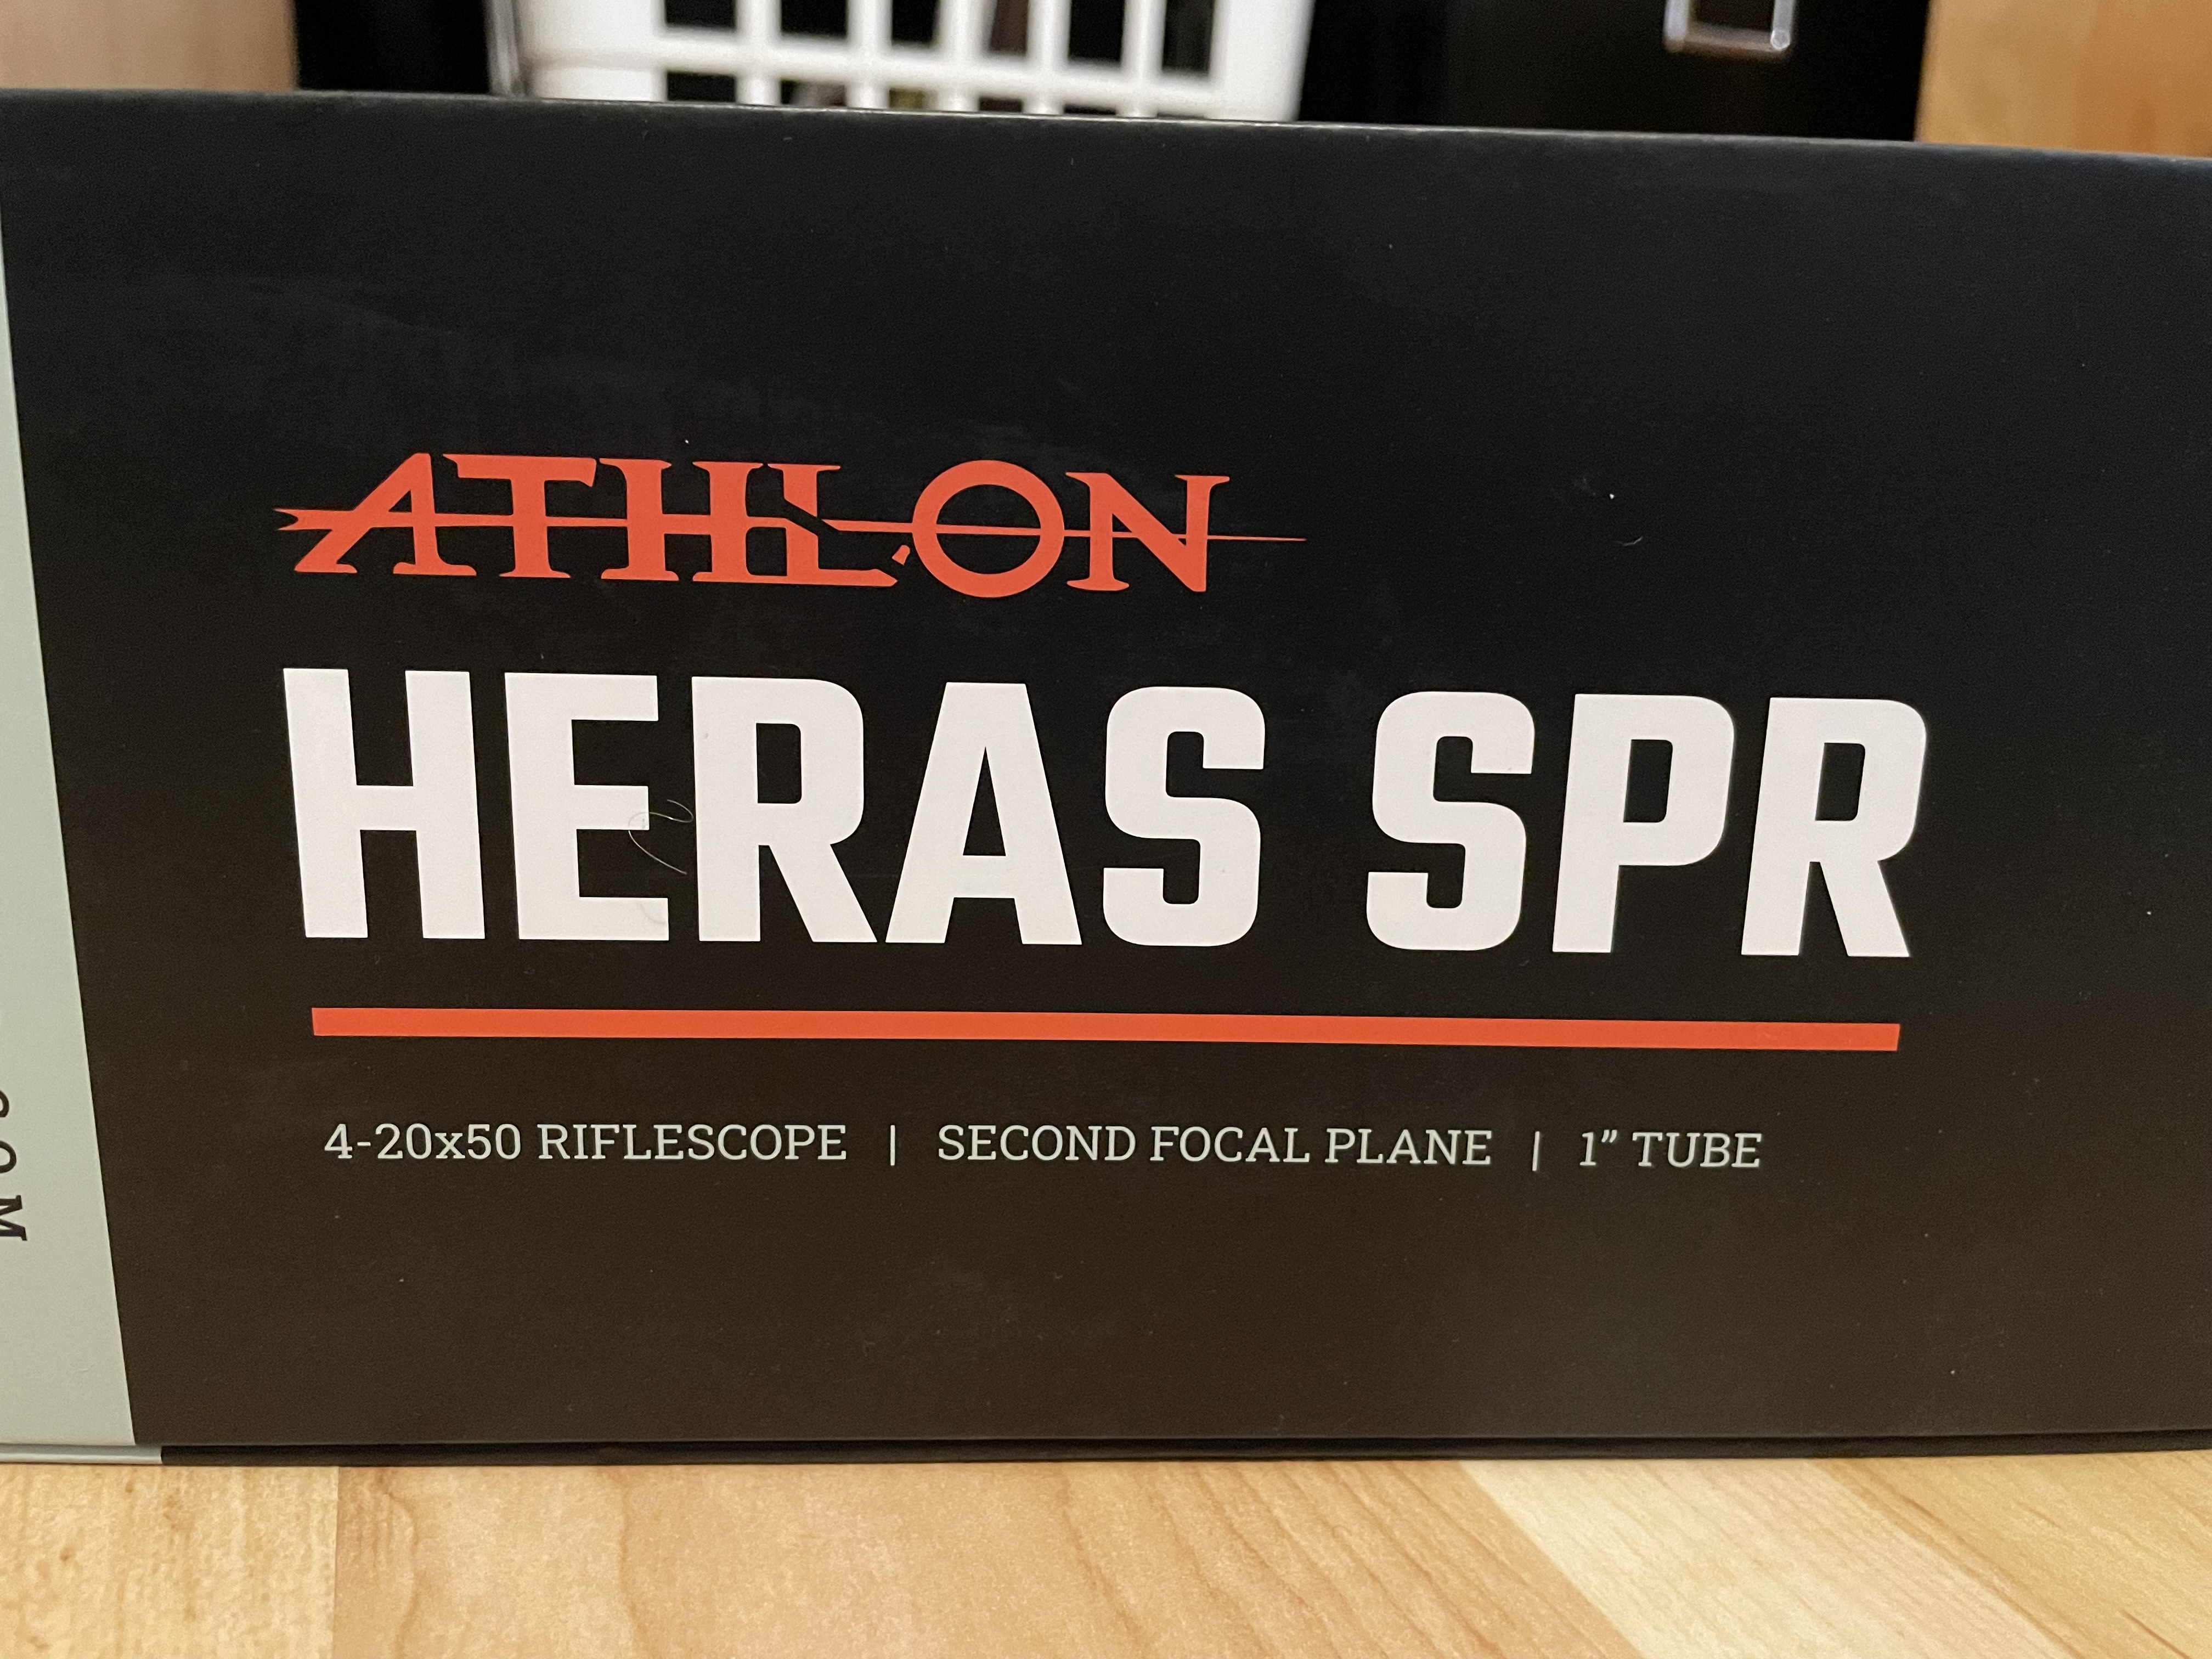 ATHLON
HERAS SPR
4-20x50 RIFLESCOPE | SECOND FOCAL PLANE | 1” TUBE